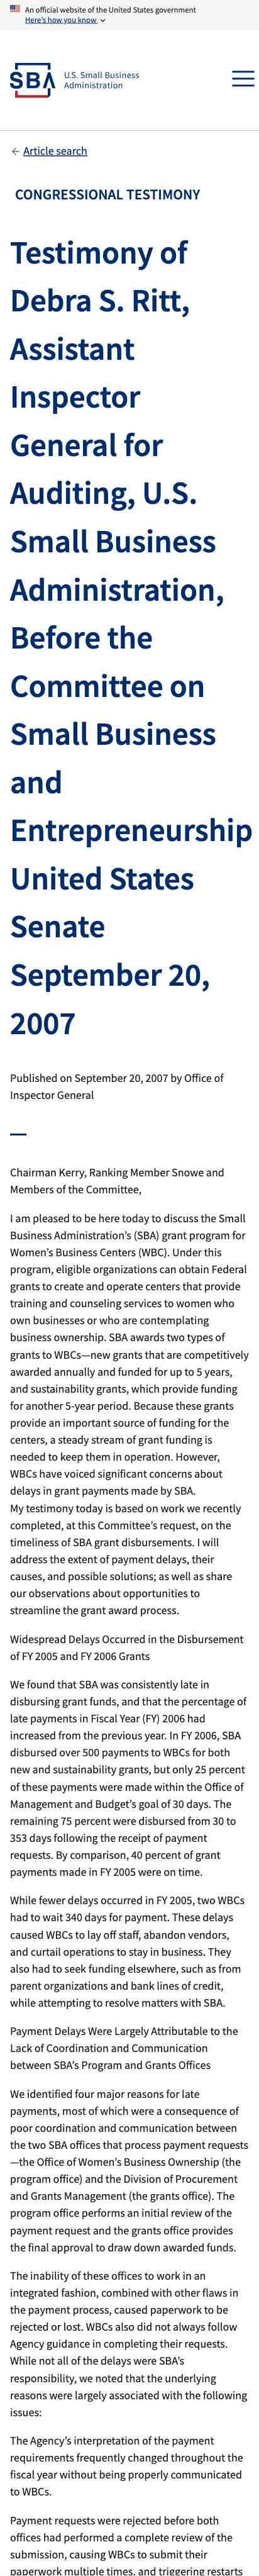 An official website of the United States government
Here's how you know
SBA
U.S. Small Business
Administration
← Article search
CONGRESSIONAL TESTIMONY
Testimony of
Debra S. Ritt,
Assistant
Inspector
General for
Auditing, U.S.
Small Business
Administration,
Before the
Committee on
Small Business
and
Entrepreneurship
United States
Senate
September 20,
2007
Published on September 20, 2007 by Office of
Inspector General
Chairman Kerry, Ranking Member Snowe and
Members of the Committee,
I am pleased to be here today to discuss the Small
Business Administration's (SBA) grant program for
Women's Business Centers (WBC). Under this
program, eligible organizations can obtain Federal
grants to create and operate centers that provide
training and counseling services to women who
own businesses or who are contemplating
business ownership. SBA awards two types of
grants to WBCs—new grants that are competitively
awarded annually and funded for up to 5 years,
and sustainability grants, which provide funding
for another 5-year period. Because these grants
provide an important source of funding for the
centers, a steady stream of grant funding is
needed to keep them in operation. However,
WBCs have voiced significant concerns about
delays in grant payments made by SBA.
My testimony today is based on work we recently
completed, at this Committee's request, on the
timeliness of SBA grant disbursements. I will
address the extent of payment delays, their
causes, and possible solutions; as well as share
our observations about opportunities to
streamline the grant award process.
Widespread Delays Occurred in the Disbursement
of FY 2005 and FY 2006 Grants
We found that SBA was consistently late in
disbursing grant funds, and that the percentage of
late payments in Fiscal Year (FY) 2006 had
increased from the previous year. In FY 2006, SBA
disbursed over 500 payments to WBCs for both
new and sustainability grants, but only 25 percent
of these payments were made within the Office of
Management and Budget's goal of 30 days. The
remaining 75 percent were disbursed from 30 to
353 days following the receipt of payment
requests. By comparison, 40 percent of grant
payments made in FY 2005 were on time.
While fewer delays occurred in FY 2005, two WBCs
had to wait 340 days for payment. These delays
caused WBCs to lay off staff, abandon vendors,
and curtail operations to stay in business. They
also had to seek funding elsewhere, such as from
parent organizations and bank lines of credit,
while attempting to resolve matters with SBA.
Payment Delays Were Largely Attributable to the
Lack of Coordination and Communication
between SBA's Program and Grants Offices
We identified four major reasons for late
payments, most of which were a consequence of
poor coordination and communication between
the two SBA offices that process payment requests
—the Office of Women's Business Ownership (the
program office) and the Division of Procurement
and Grants Management (the grants office). The
program office performs an initial review of the
payment request and the grants office provides
the final approval to draw down awarded funds.
The inability of these offices to work in an
integrated fashion, combined with other flaws in
the payment process, caused paperwork to be
rejected or lost. WBCs also did not always follow
Agency guidance in completing their requests.
While not all of the delays were SBA's
responsibility, we noted that the underlying
reasons were largely associated with the following
issues:
The Agency's interpretation of the payment
requirements frequently changed throughout the
fiscal year without being properly communicated
to WBCs.
Payment requests were rejected before both
offices had performed a complete review of the
submission, causing WBCs to submit their
paperwork multiple times, and triggering restarts